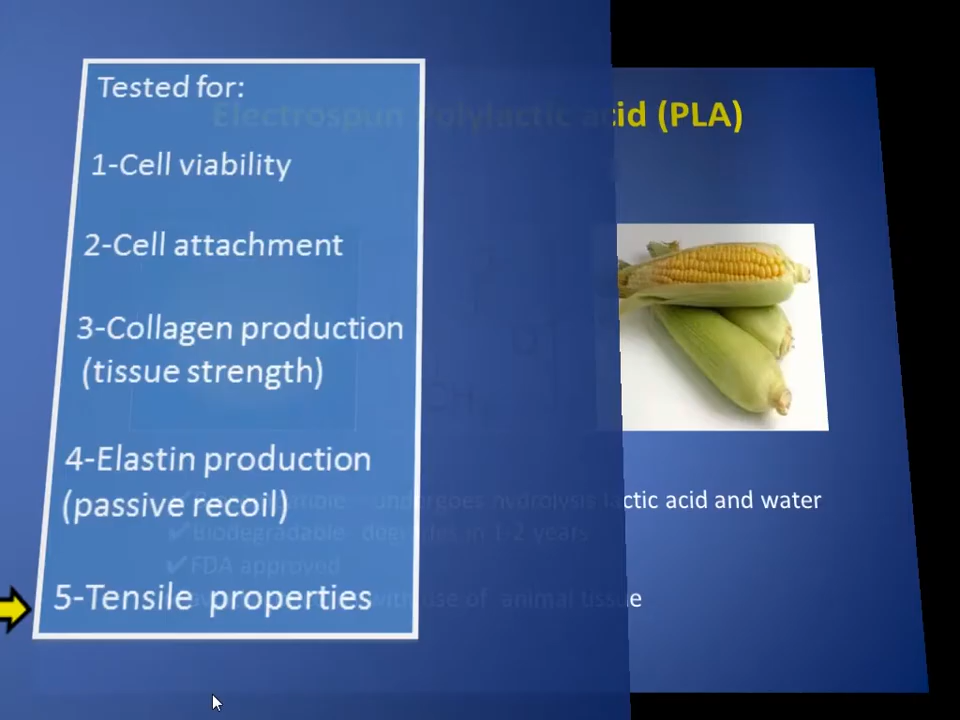 Tested for:
1-Cell viability
2-Cell attachment
3-Collagen production
(tissue strength)
4-Elastin production
(passive recoil)
5-Tensile properties
Electrospun Polylactic acid (PLA)
undergoes hydrolysis lactic acid and water
✔Biodegradable degrades in 1-2 years
✔FDA approved
with use of animal tissue
CH